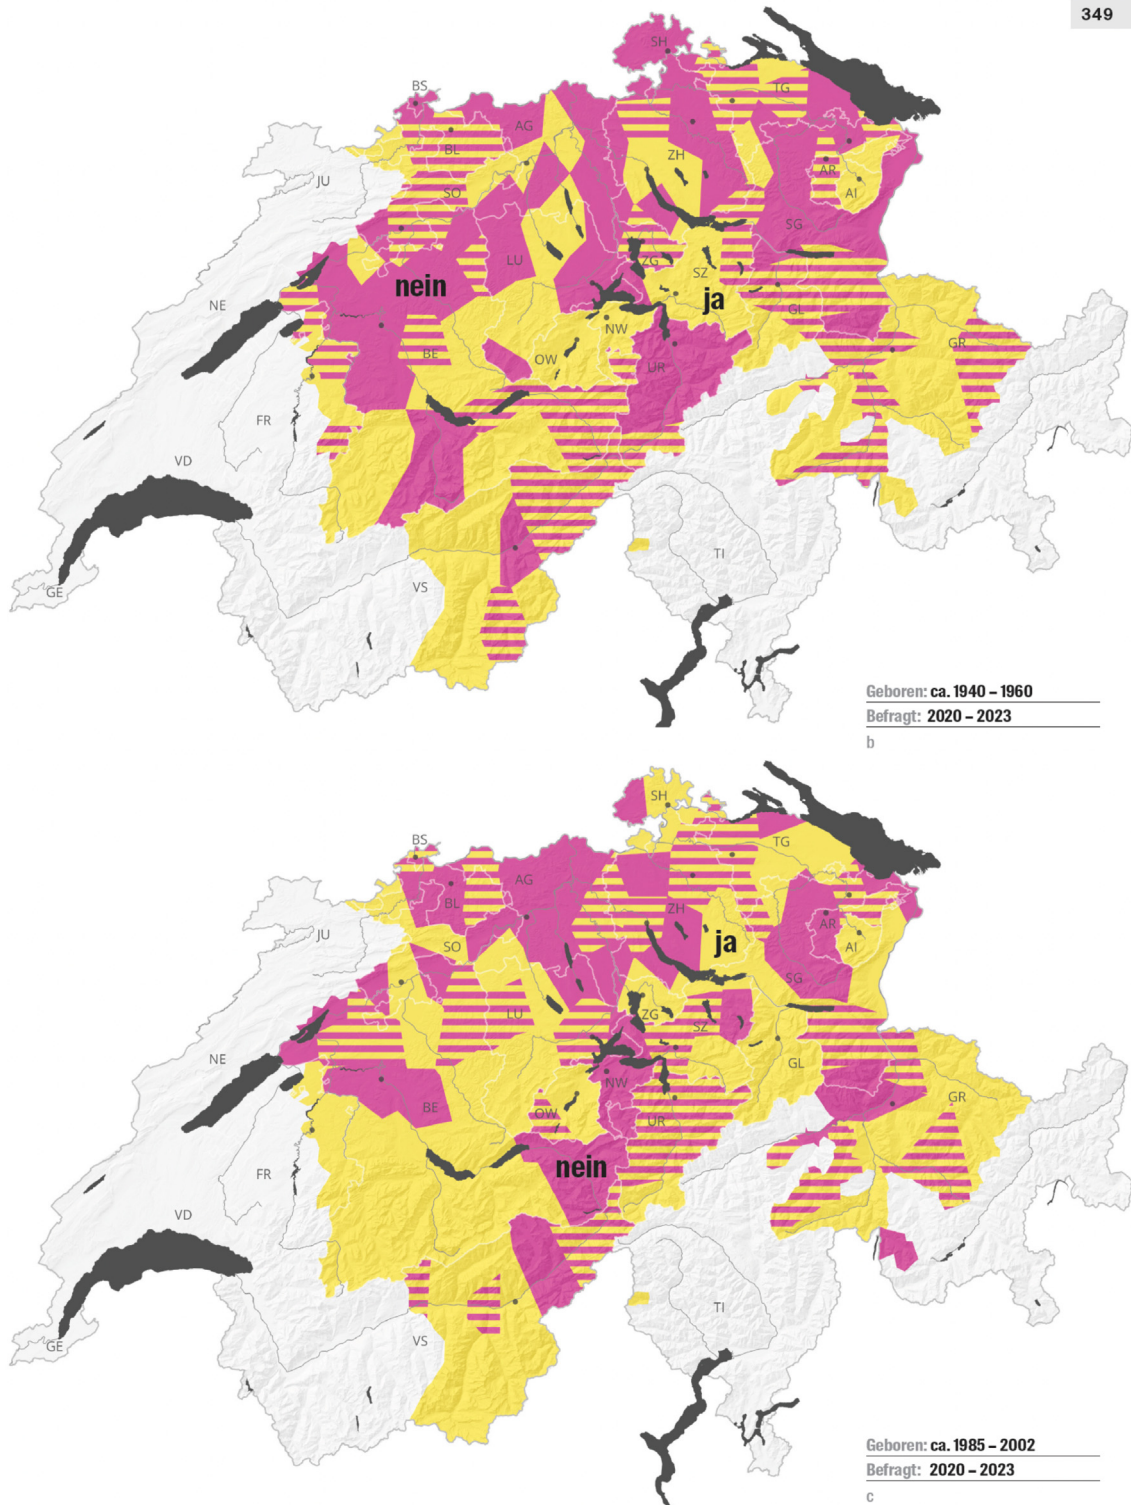 349
SH
BS
TG
AG
BL
ZH
AR
AI
JU
SO
SG
LU
ZG
SZ
nein
ja
NE
GL
NW
GR
BE
OW
UR
FR
VD
TI
VS
GE
Geboren: ca. 1940 – 1960
Befragt: 2020 – 2023
b
SH
BS
TG
AG
BL
ZH
AR
JU
SO
ja
AI
SG
LU
ZG
SZ
NE
GL
NW
GR
BE
OW
UR
nein
FR
VD
TI
VS
GE
Geboren: ca. 1985 – 2002
Befragt: 2020 – 2023
c